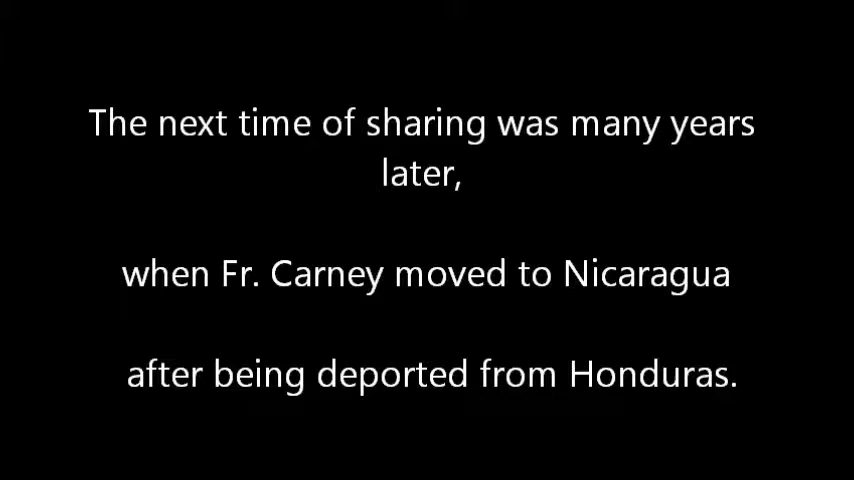 The next time of sharing was many years
later,
when Fr. Carney moved to Nicaragua
after being deported from Honduras.